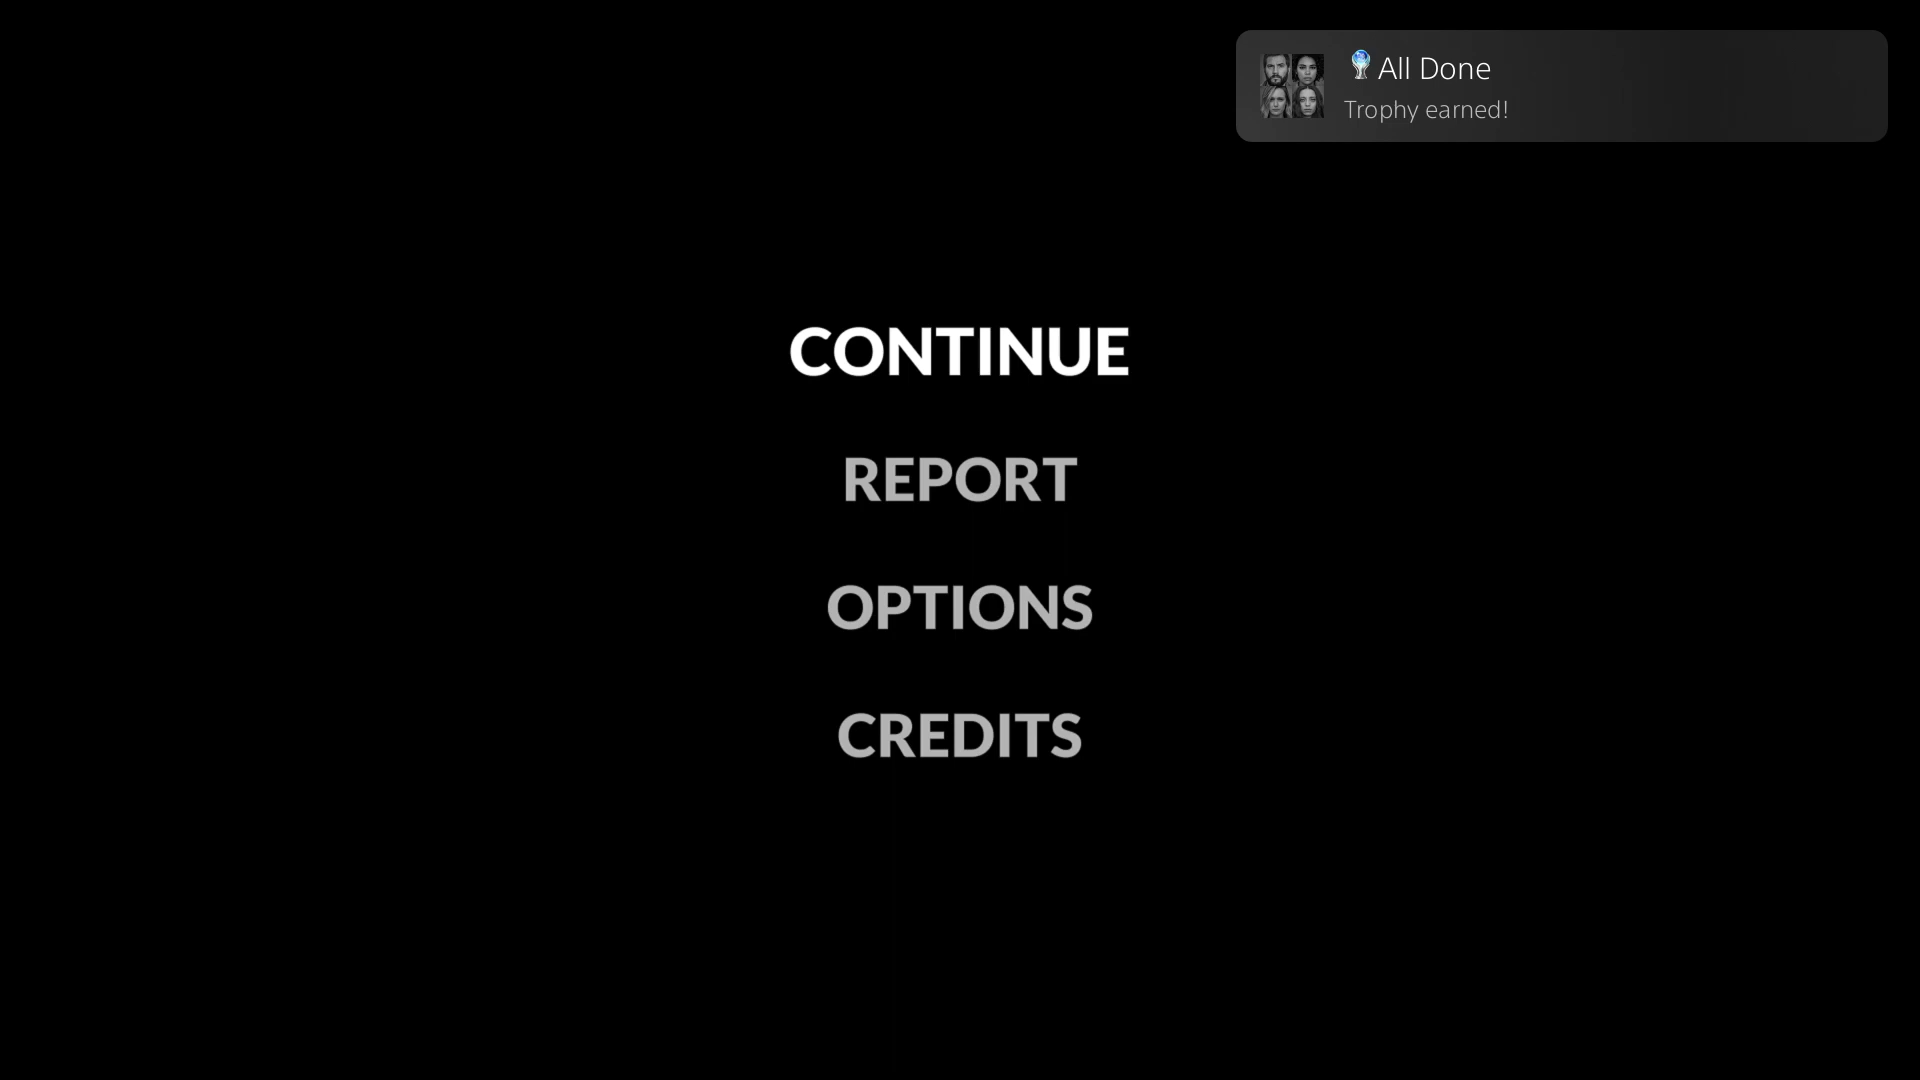 All Done
Trophy earned!
CONTINUE
REPORT
OPTIONS
CREDITS